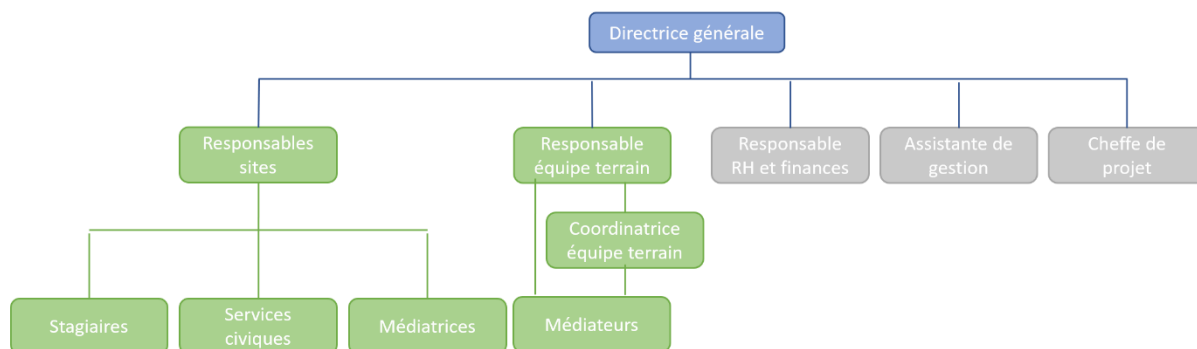 Directrice générale
Responsables
sites
Responsable
équipe terrain
Responsable
RH et finances
Assistante de
gestion
Cheffe de
projet
Coordinatrice
équipe terrain
Stagiaires
Services
civiques
Médiatrices
Médiateurs